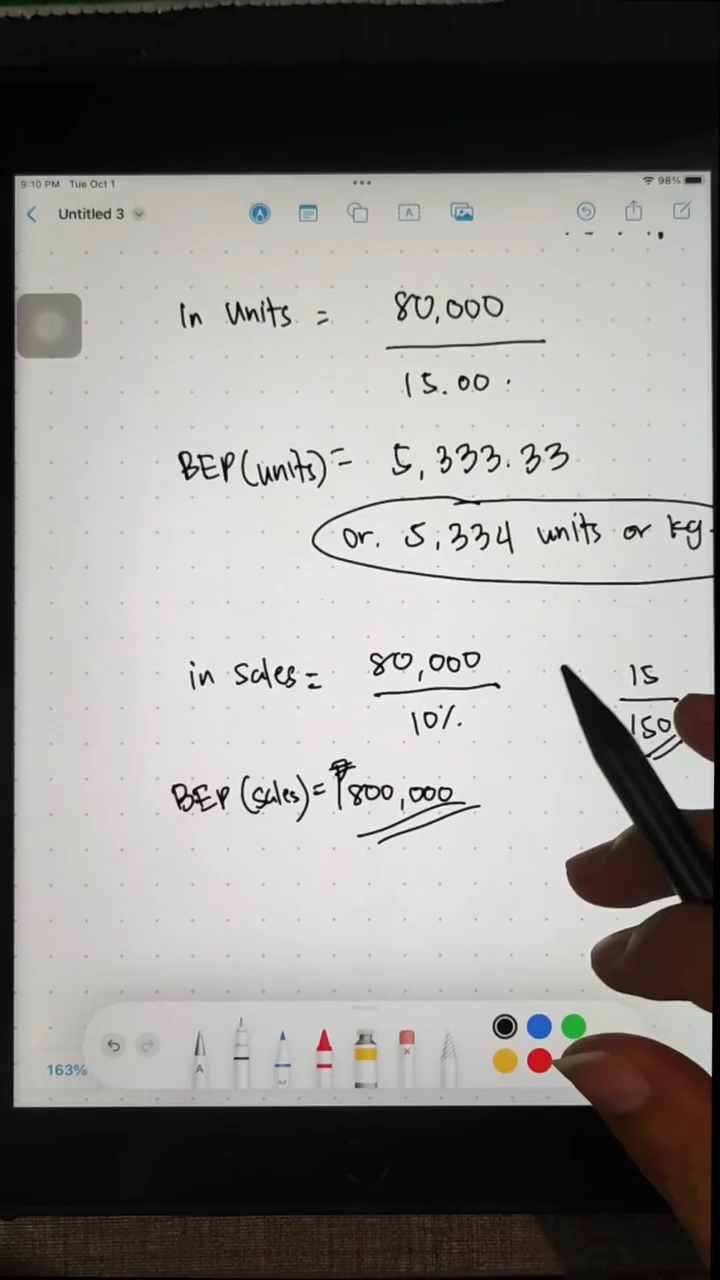 9:10 PM Tue Oct 1
98%
Untitled 3
In Units = 80,000
15.00
BEP(units) = 5,333.33
or. 5,334 units or kg
in sales = 80,000
10%
15
150
BEP (sales) = ₱800,000
163%